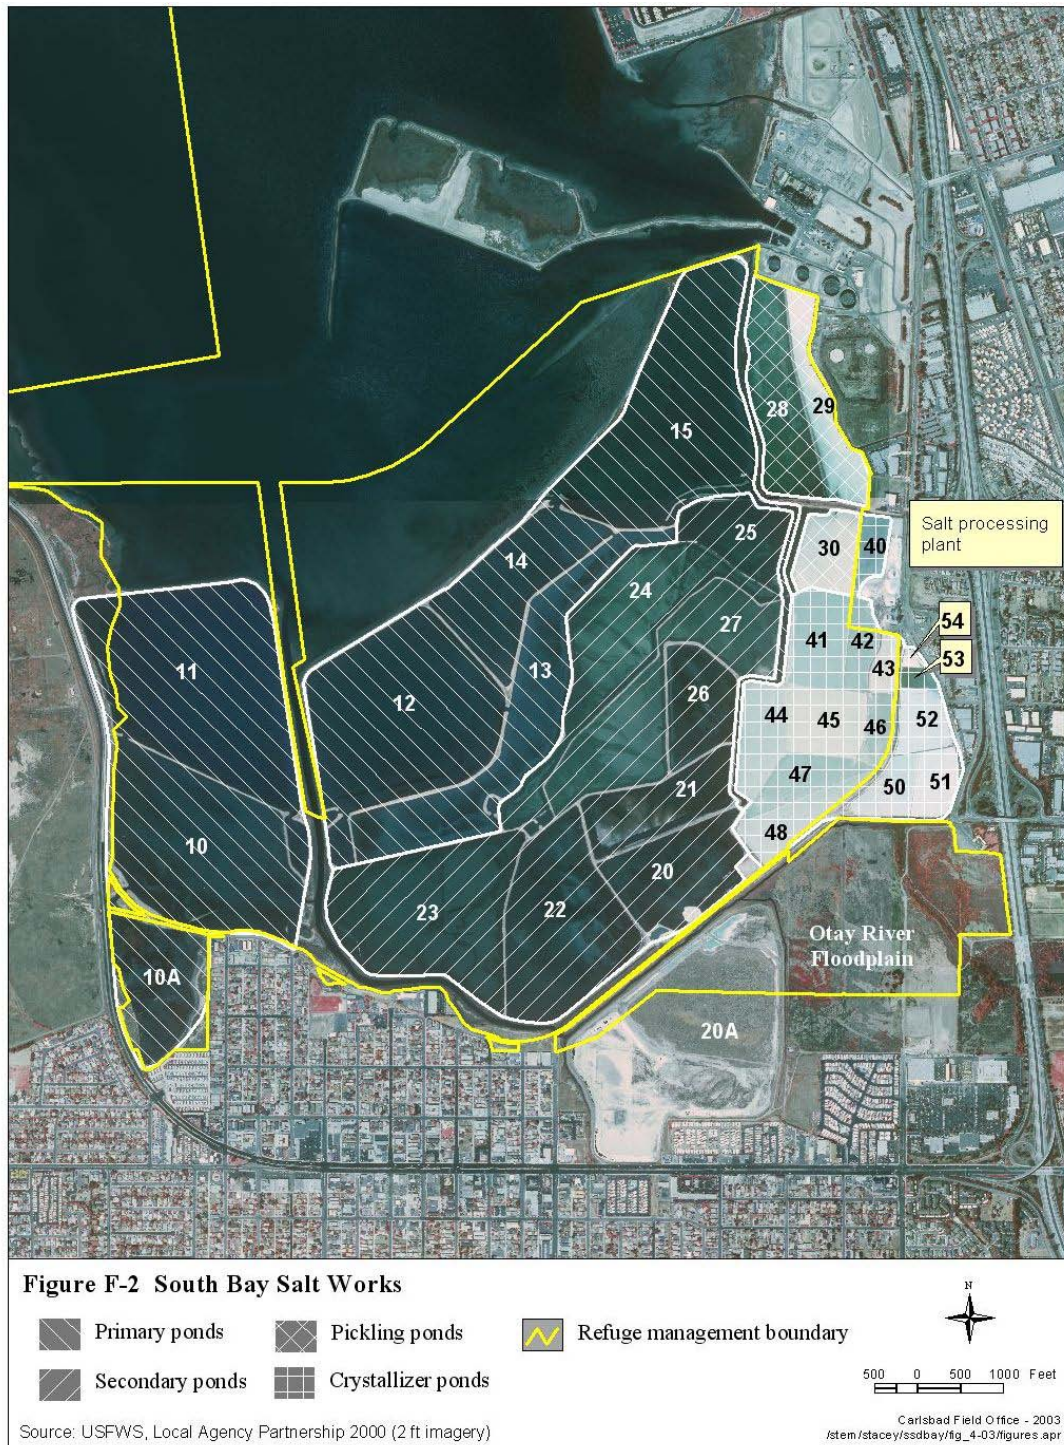 15
28
29
25
14
30
40
Salt processing
plant
24
27
54
11
13
41
42
43
53
12
26
44
45
46
52
47
50
51
21
48
10
20
23
22
Otay River
Floodplain
10A
20A
Figure F-2 South Bay Salt Works
Primary ponds
Pickling ponds
Refuge management boundary
Secondary ponds
Crystallizer ponds
N
500 0 500 1000 Feet
Source: USFWS, Local Agency Partnership 2000 (2 ft imagery)
Carlsbad Field Office - 2003
/stem/stacey/ssdbay/fig_4-03/figures.apr